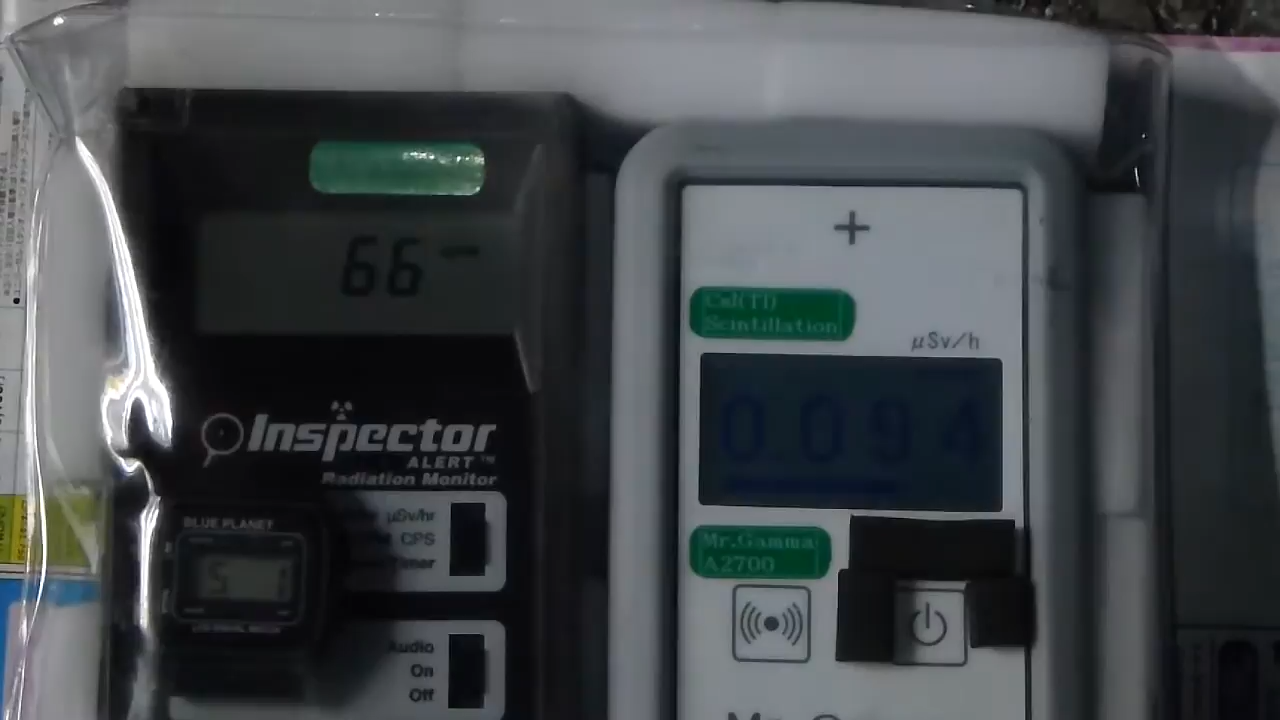 66
Inspector
ALERT™
Radiation Monitor
µSv/hr
CPS
Timer
BLUE PLANET
Audio
On
Off
+
CsI(Tl)
Scintillation
µSv/h
0.094
Mr.Gamma
A2700